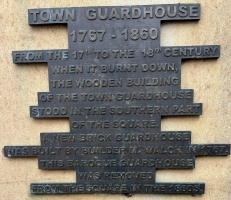 TOWN GUARDHOUSE
1767 - 1860
FROM THE 17th TO THE 18th CENTURY
WHEN IT BURNT DOWN,
THE WOODEN BUILDING
OF THE TOWN GUARDHOUSE
STOOD IN THE SOUTHERN PART
OF THE SQUARE
A NEW BRICK GUARDHOUSE
WAS BUILT BY BUILDER M. WALCH IN 1767
THIS BAROQUE GUARDHOUSE
WAS REMOVED
FROM THE SQUARE IN THE 1860s